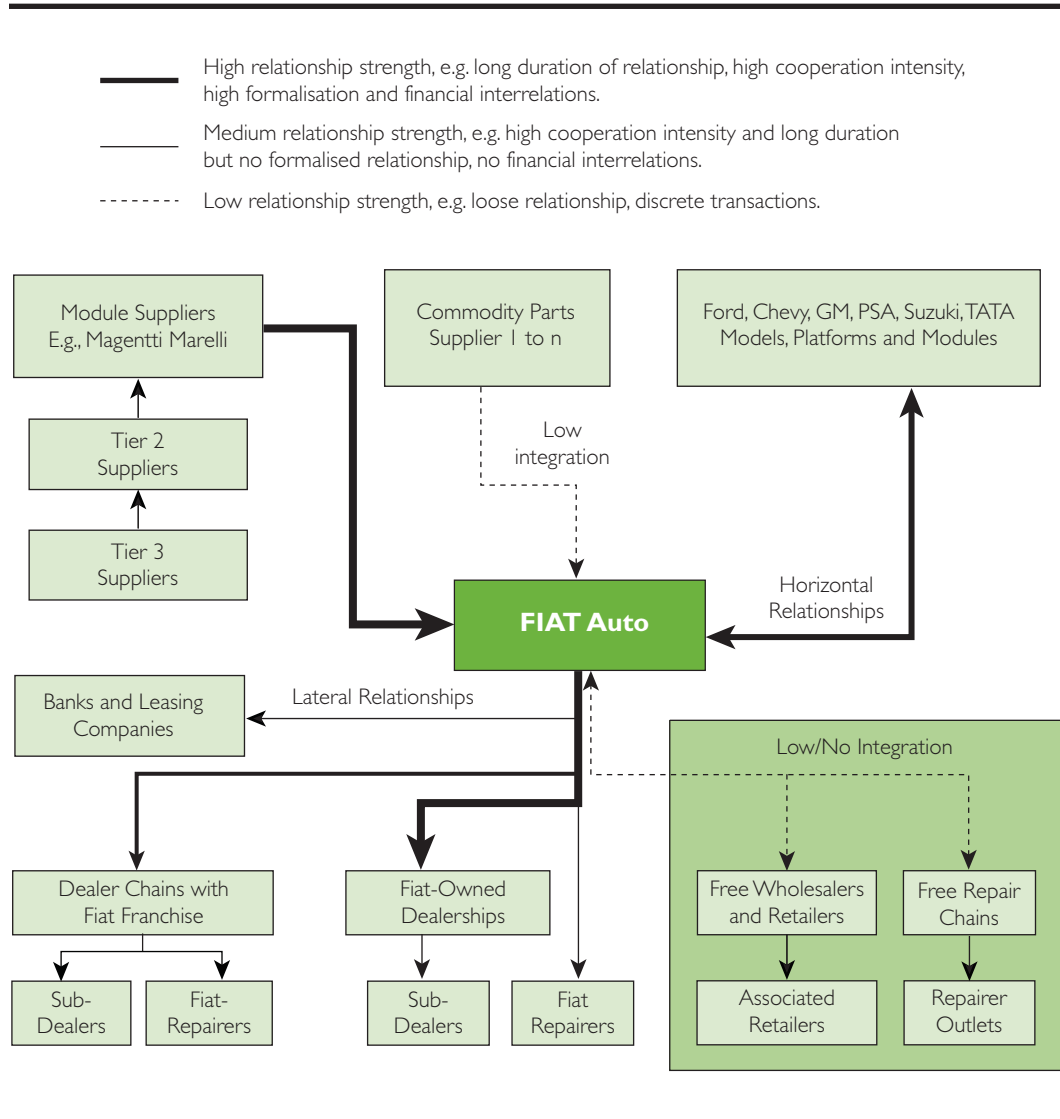 High relationship strength, e.g. long duration of relationship, high cooperation intensity,
high formalisation and financial interrelations.
Medium relationship strength, e.g. high cooperation intensity and long duration
but no formalised relationship, no financial interrelations.
Low relationship strength, e.g. loose relationship, discrete transactions.
Module Suppliers
E.g., Magentti Marelli
Commodity Parts
Supplier 1 to n
Ford, Chevy, GM, PSA, Suzuki, TATA
Models, Platforms and Modules
Tier 2
Suppliers
Low
integration
Tier 3
Suppliers
FIAT Auto
Horizontal
Relationships
Banks and Leasing
Companies
Lateral Relationships
Low/No Integration
Dealer Chains with
Fiat Franchise
Fiat-Owned
Dealerships
Free Wholesalers
and Retailers
Free Repair
Chains
Sub-
Dealers
Fiat-
Repairers
Sub-
Dealers
Fiat
Repairers
Associated
Retailers
Repairer
Outlets